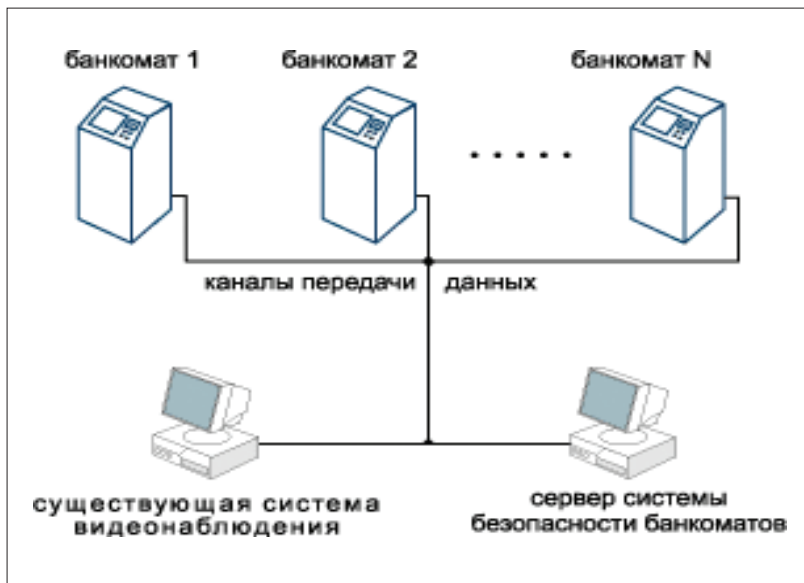 банкомат 1
банкомат 2
банкомат N
каналы передачи данных
существующая система
видеонаблюдения
сервер системы
безопасности банкоматов